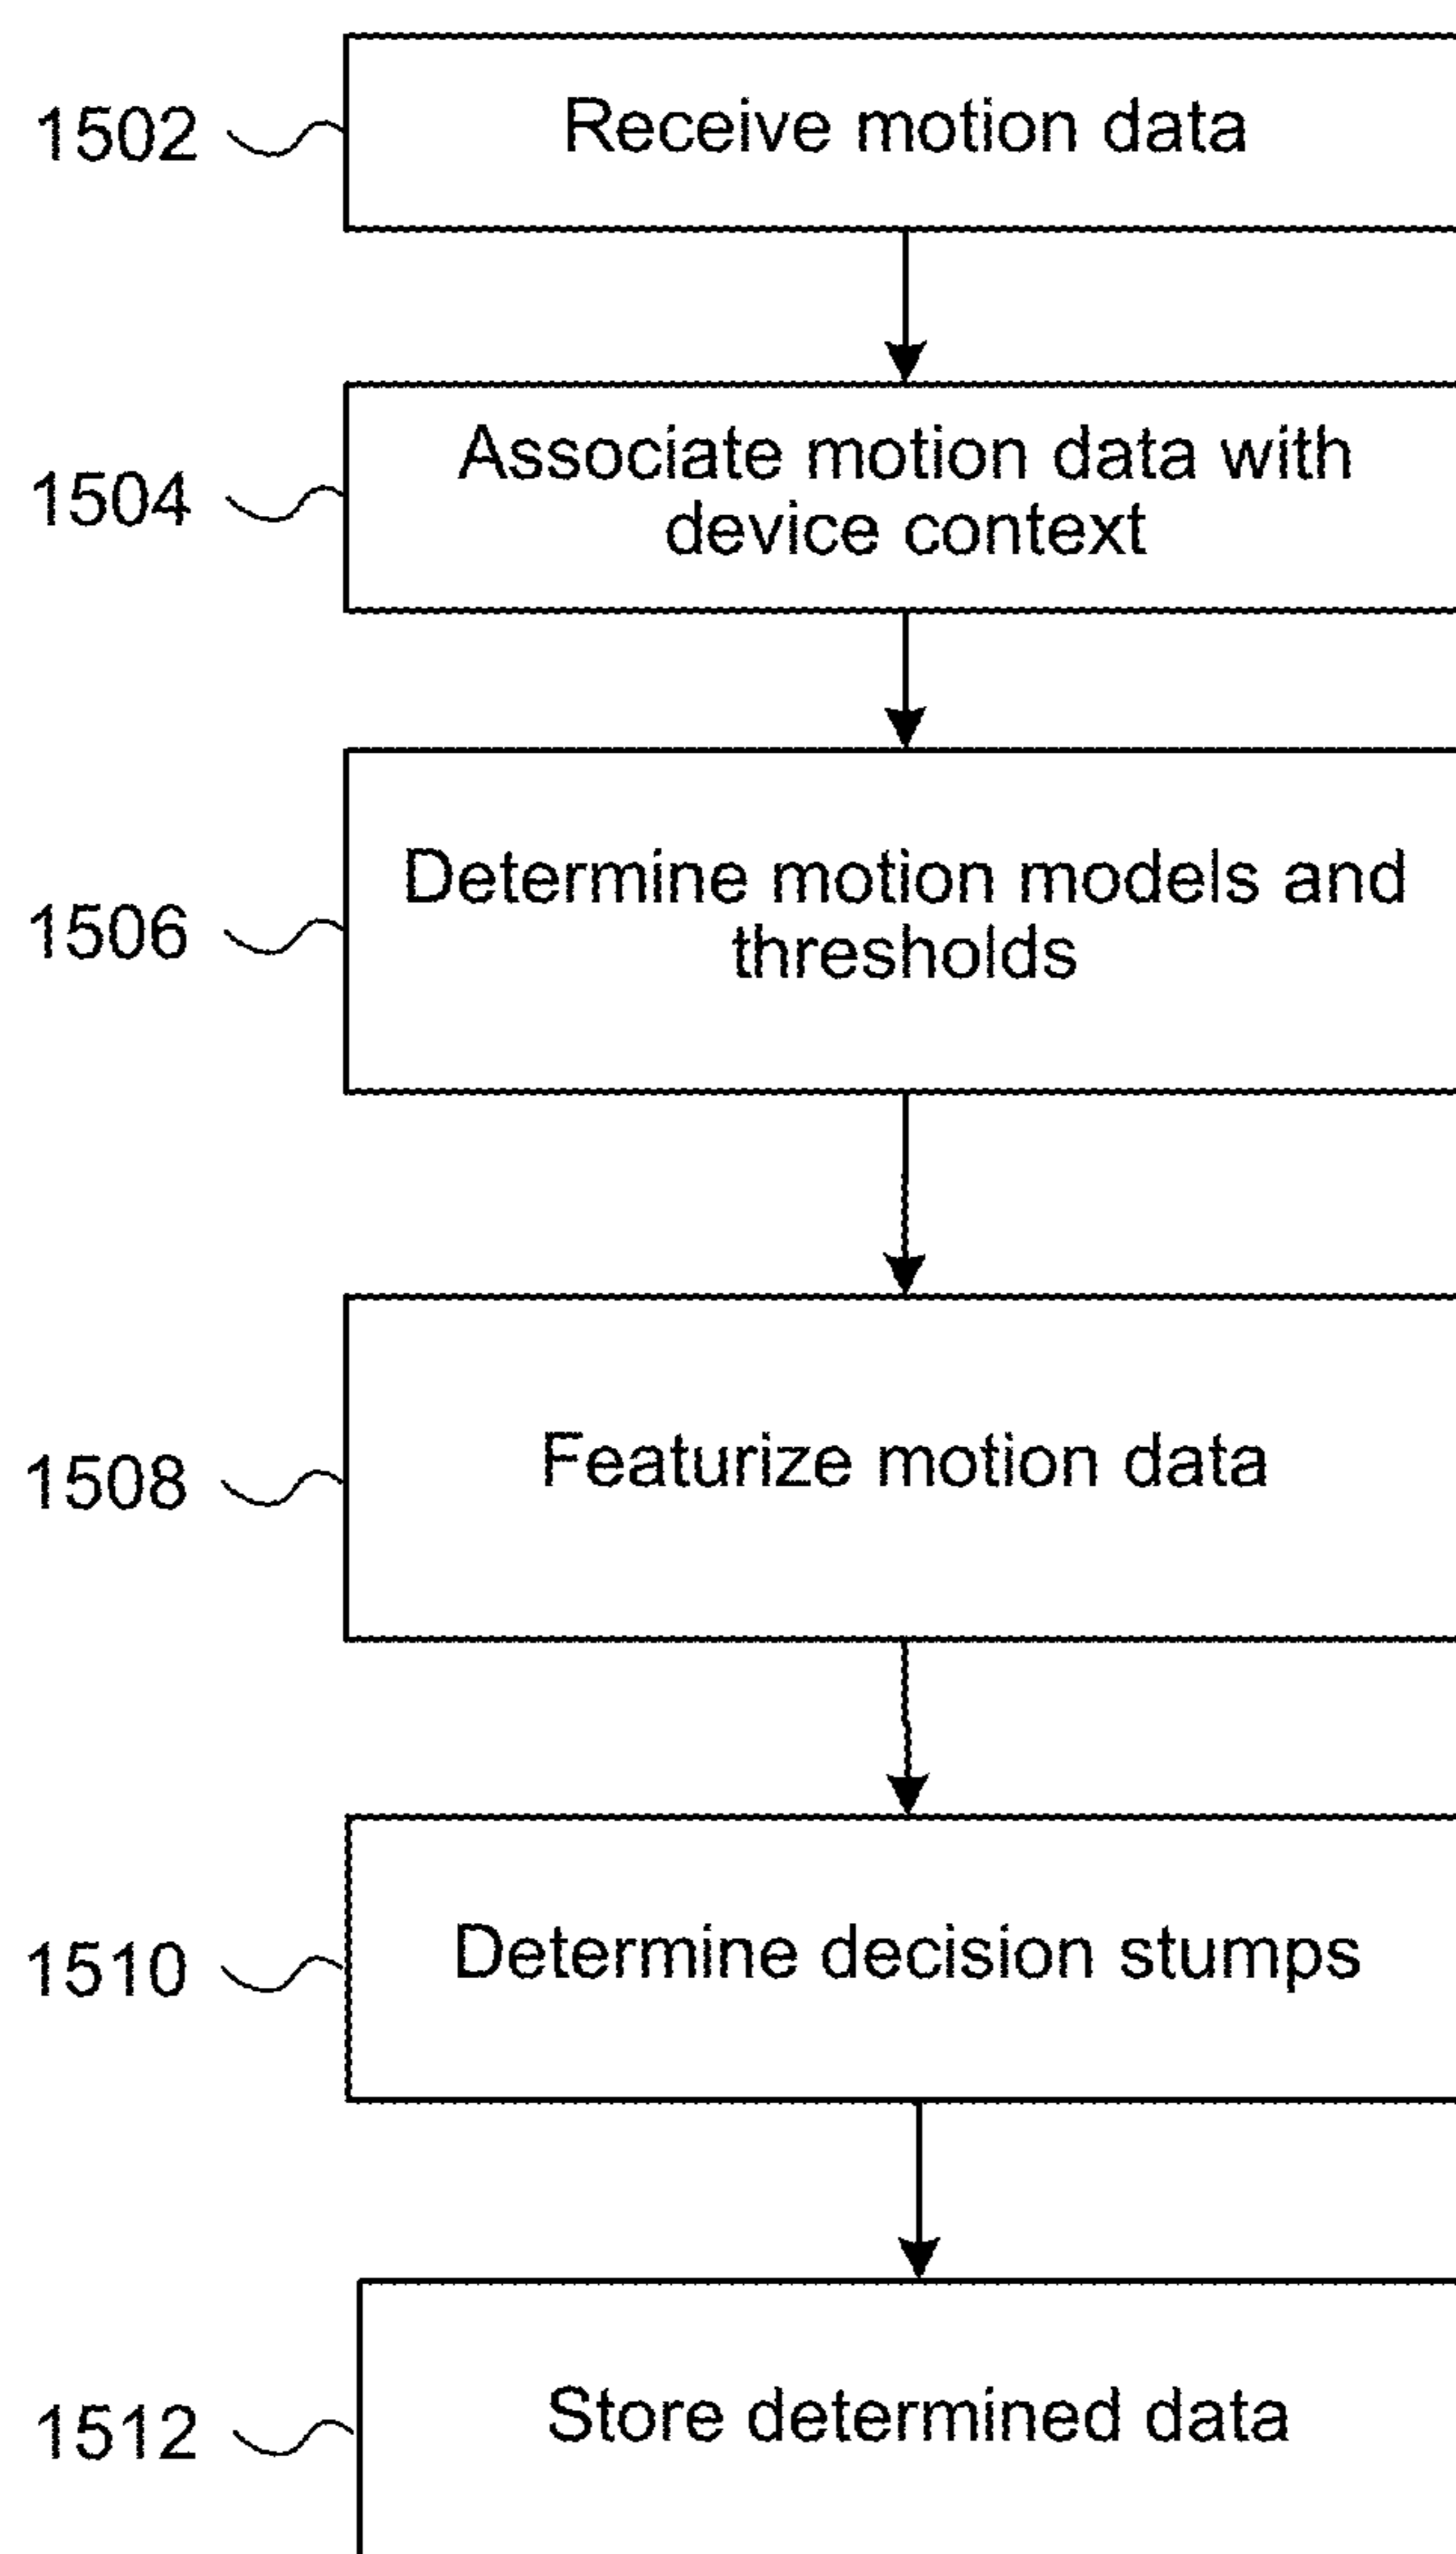 1502
Receive motion data
1504
Associate motion data with
device context
1506
Determine motion models and
thresholds
1508
Featurize motion data
1510
Determine decision stumps
1512
Store determined data